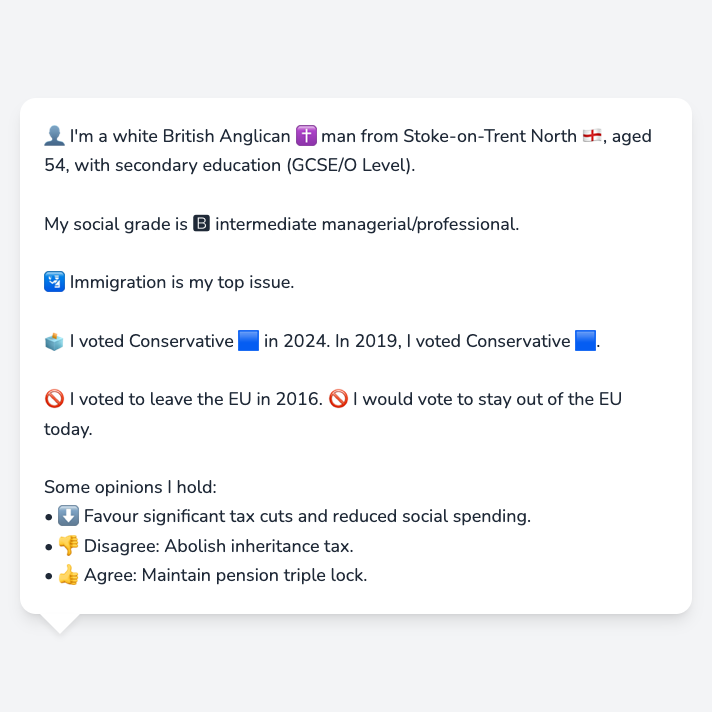 👤 I'm a white British Anglican ✝️ man from Stoke-on-Trent North 🏴󠁧󠁢󠁥󠁮󠁧󠁿, aged
54, with secondary education (GCSE/O Level).
My social grade is 🅱 intermediate managerial/professional.
🛂 Immigration is my top issue.
🗳️ I voted Conservative 🟦 in 2024. In 2019, I voted Conservative 🟦.
🚫 I voted to leave the EU in 2016. 🚫 I would vote to stay out of the EU
today.
Some opinions I hold:
• ⬇️ Favour significant tax cuts and reduced social spending.
• 👎 Disagree: Abolish inheritance tax.
• 👍 Agree: Maintain pension triple lock.